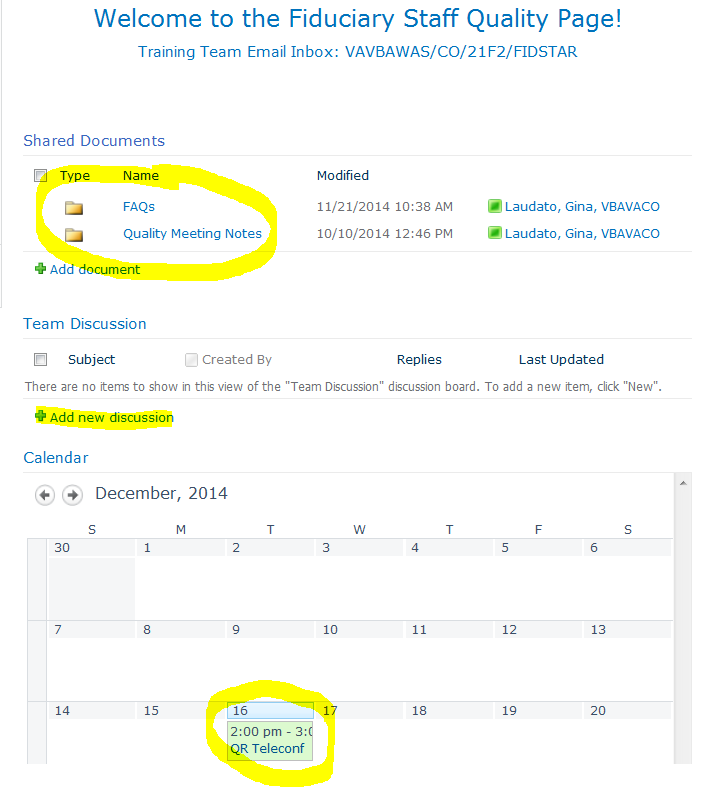 Welcome to the Fiduciary Staff Quality Page!
Training Team Email Inbox: VAVBAWAS/CO/21F2/FIDSTAR
Shared Documents
Type Name Modified
FAQs 11/21/2014 10:38 AM Laudato, Gina, VBAVACO
Quality Meeting Notes 10/10/2014 12:46 PM Laudato, Gina, VBAVACO
Add document
Team Discussion
Subject Created By Replies Last Updated
There are no items to show in this view of the "Team Discussion" discussion board. To add a new item, click "New".
Add new discussion
Calendar
December, 2014
S M T W T F S
30 1 2 3 4 5 6
7 8 9 10 11 12 13
14 15 16 17 18 19 20
2:00 pm - 3:0
QR Teleconf